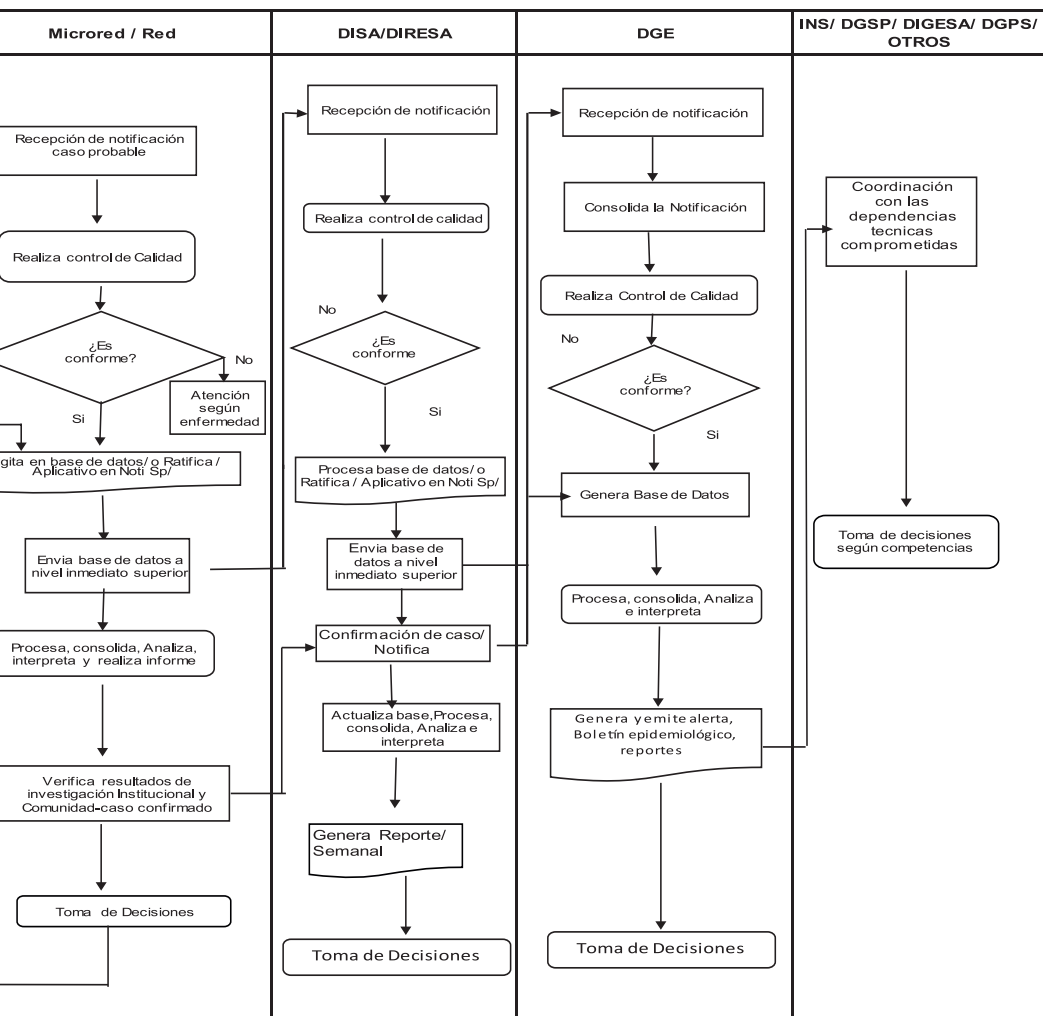 Microred / Red
DISA/DIRESA
DGE
INS/ DGSP/ DIGESA/ DGPS/
OTROS
Recepción de notificación
caso probable
Realiza control de Calidad
¿Es
conforme?
No
Atención
según
enfermedad
Si
gita en base de datos/ o Ratifica /
Aplicativo en Noti Sp/
Envia base de datos a
nivel inmediato superior
Procesa, consolida, Analiza,
interpreta y realiza informe
Verifica resultados de
investigación Institucional y
Comunidad-caso confirmado
Toma de Decisiones
Recepción de notificación
Realiza control de calidad
No
¿Es
conforme
Si
Procesa base de datos/ o
Ratifica / Aplicativo en Noti Sp/
Envia base de
datos a nivel
inmediato superior
Confirmación de caso/
Notifica
Actualiza base,Procesa,
consolida, Analiza e
interpreta
Genera Reporte/
Semanal
Toma de Decisiones
Recepción de notificación
Consolida la Notificación
Realiza Control de Calidad
No
¿Es
conforme?
Si
Genera Base de Datos
Procesa, consolida, Analiza
e interpreta
Genera y emite alerta,
Boletín epidemiológico,
reportes
Toma de Decisiones
Coordinación
con las
dependencias
tecnicas
comprometidas
Toma de decisiones
según competencias